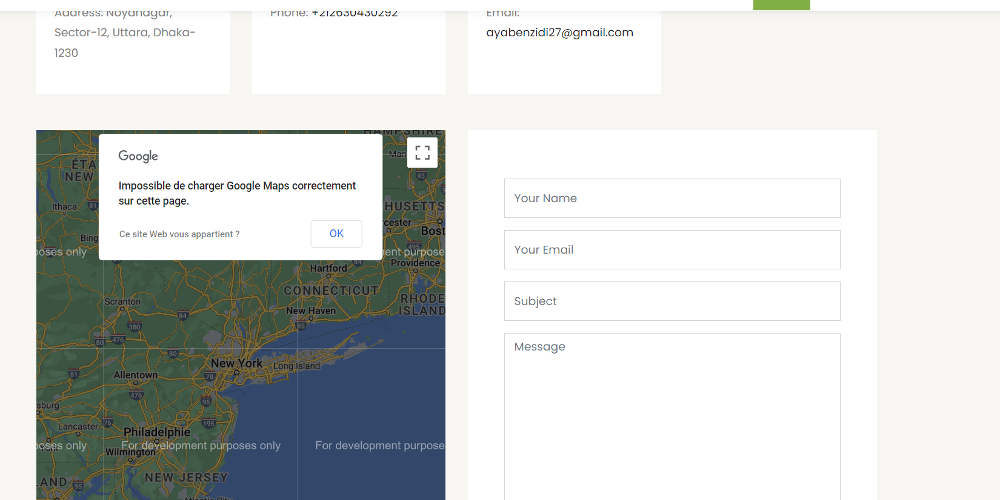 Address: Noyanagar,
Sector-12, Uttara, Dhaka-
1230
Phone: +212630430292
Email:
ayabenzidi27@gmail.com
HAMPSHIRE
Man
ÉTA
NEW
93
Google
Impossible de charger Google Maps correctement
sur cette page.
Ce site Web vous appartient ?
OK
Your Name
Ithaca
81
HUSETTS
rcester
Bost
Bing
495
oses only
ent purpose
Your Email
Hartford
84
Providence
CONNECTICUT
Scranton
RHODE
ISLAND
Subject
84
New Haven
380
95
80
476
80
Message
New York
Long Island
81
Allentown
78
476
95
sburg
76
195
Lancaster
Philadelphie
oses only
York
For development purposes only
For development purpose
Wilmington
NEW JERSEY
LAND
95
Atlantic City